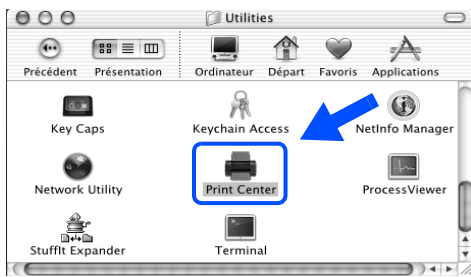 Utilities
Précédent Présentation Ordinateur Départ Favoris Applications
Key Caps Keychain Access NetInfo Manager
Network Utility Print Center ProcessViewer
StuffIt Expander Terminal